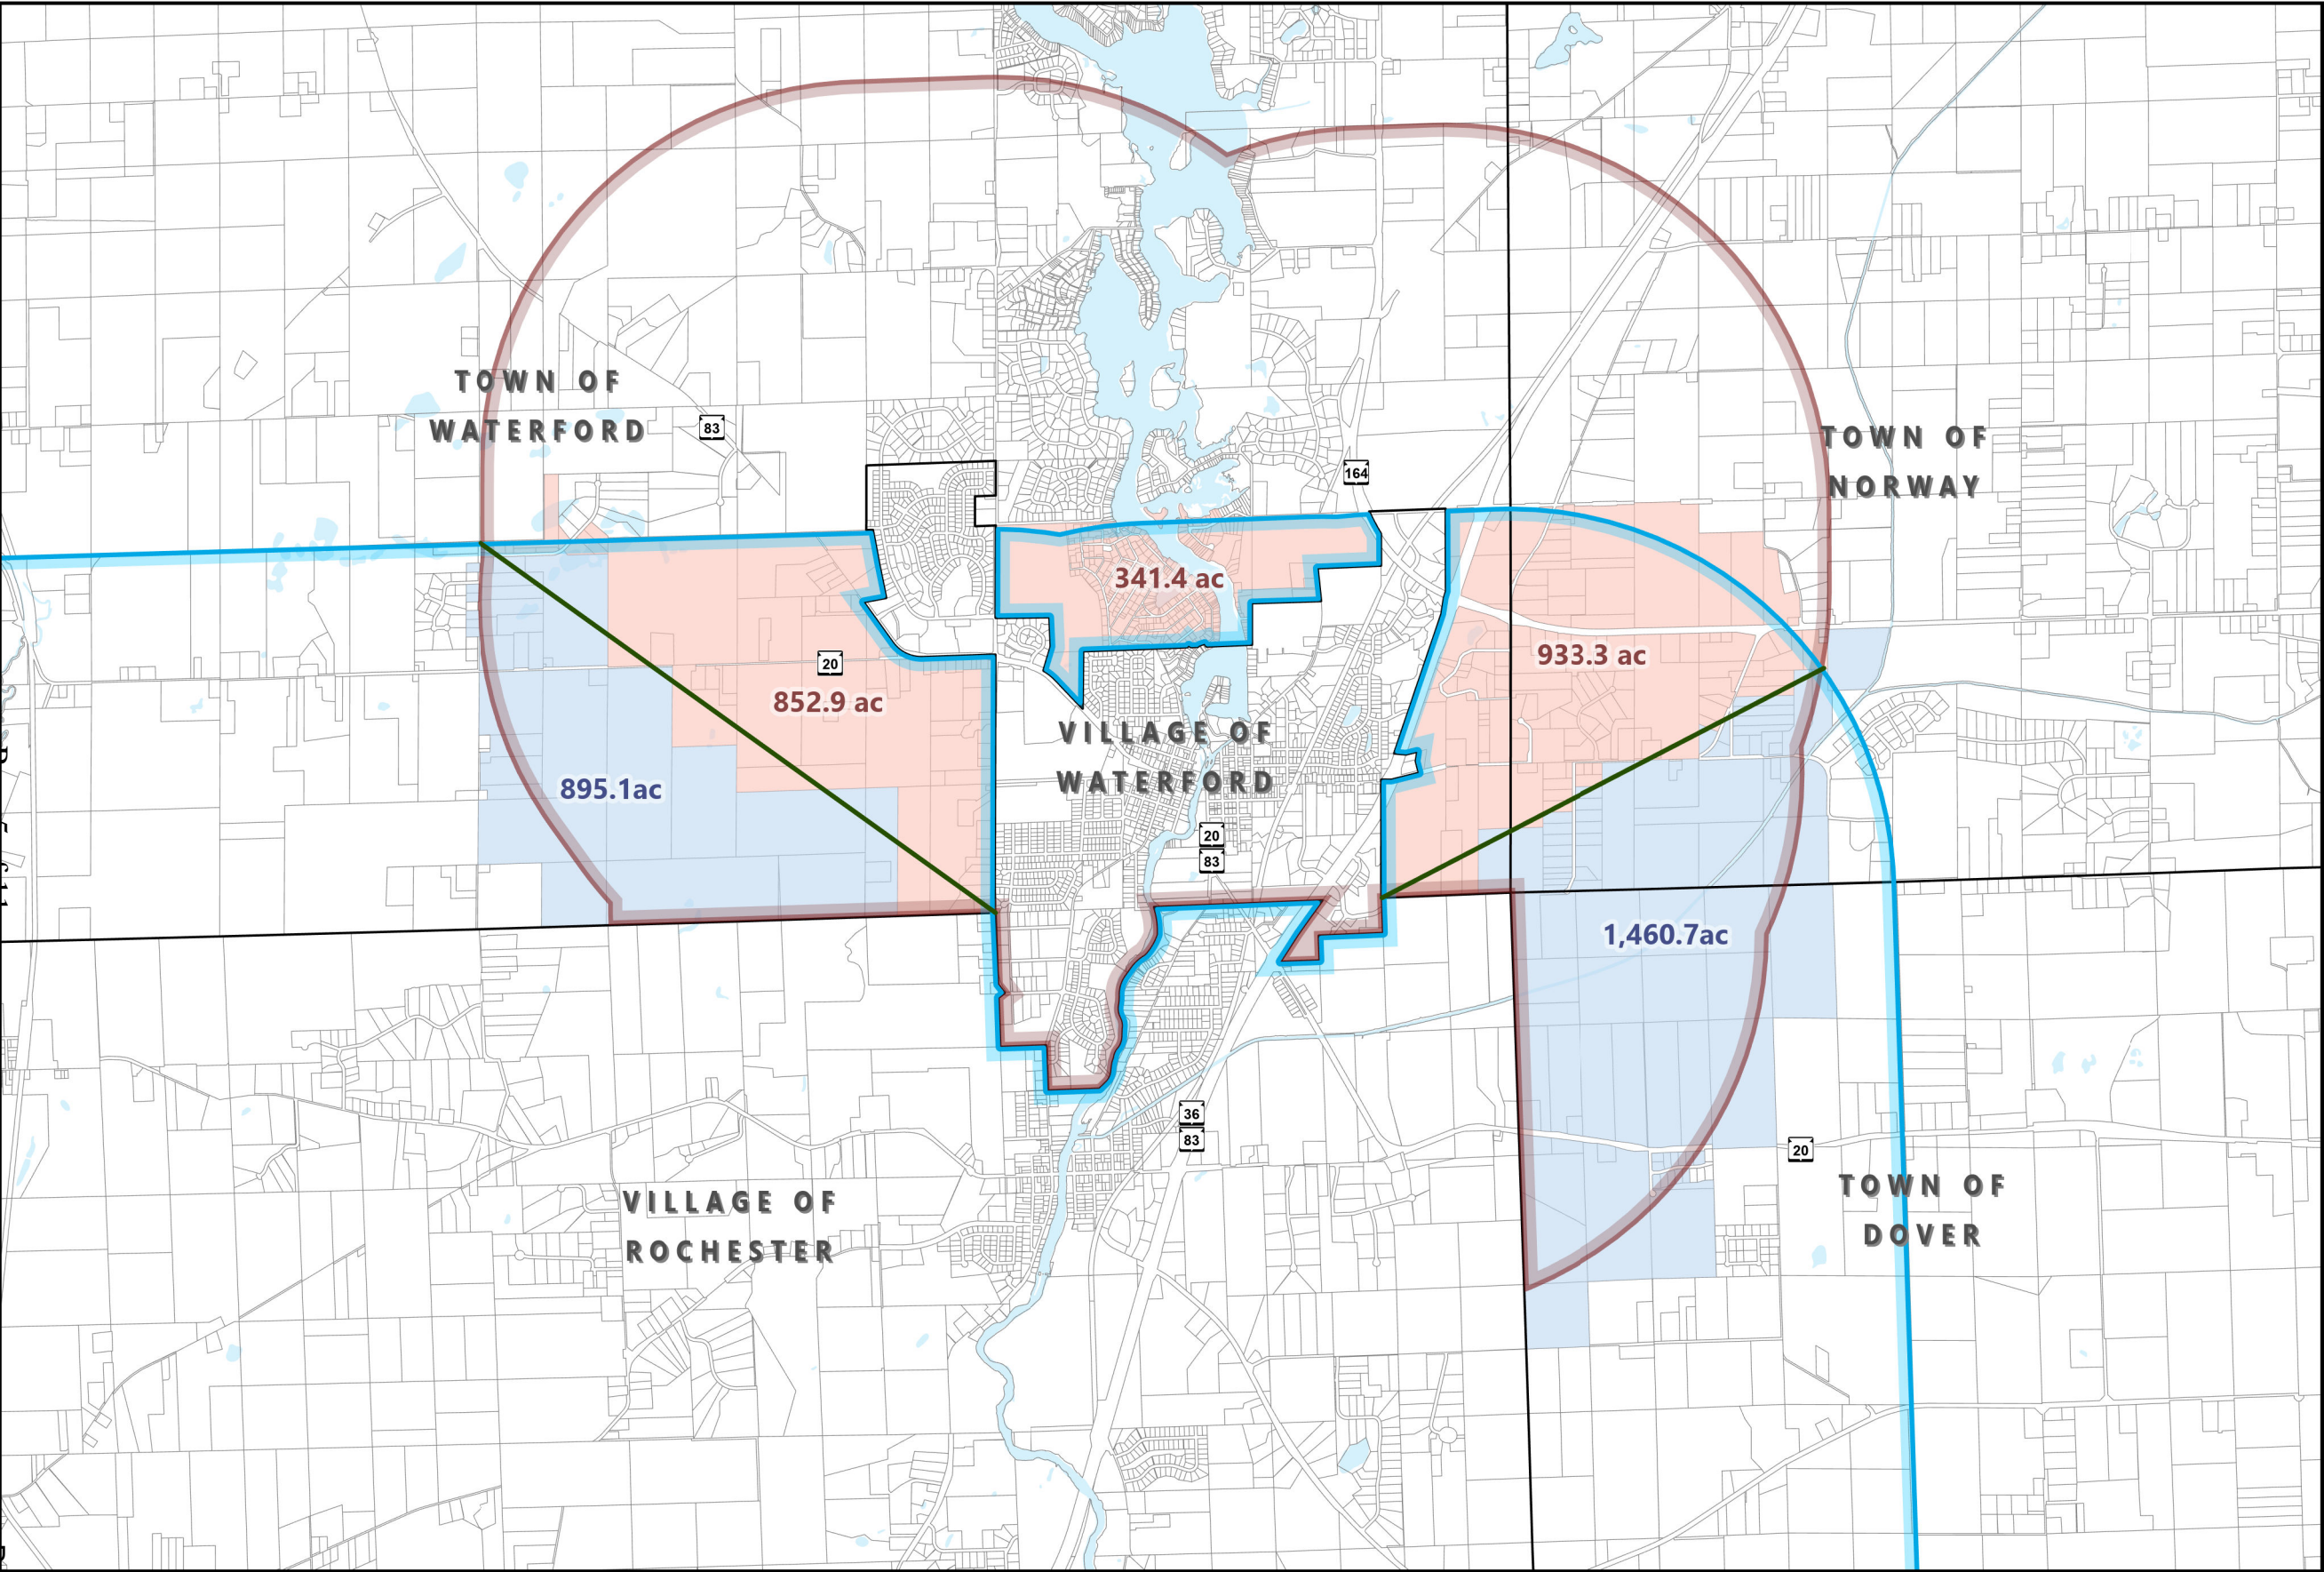 TOWN OF
WATERFORD
83
164
TOWN OF
NORWAY
341.4 ac
20
933.3 ac
852.9 ac
VILLAGE OF
WATERFORD
895.1ac
20
83
1,460.7ac
36
83
20
VILLAGE OF
ROCHESTER
TOWN OF
DOVER